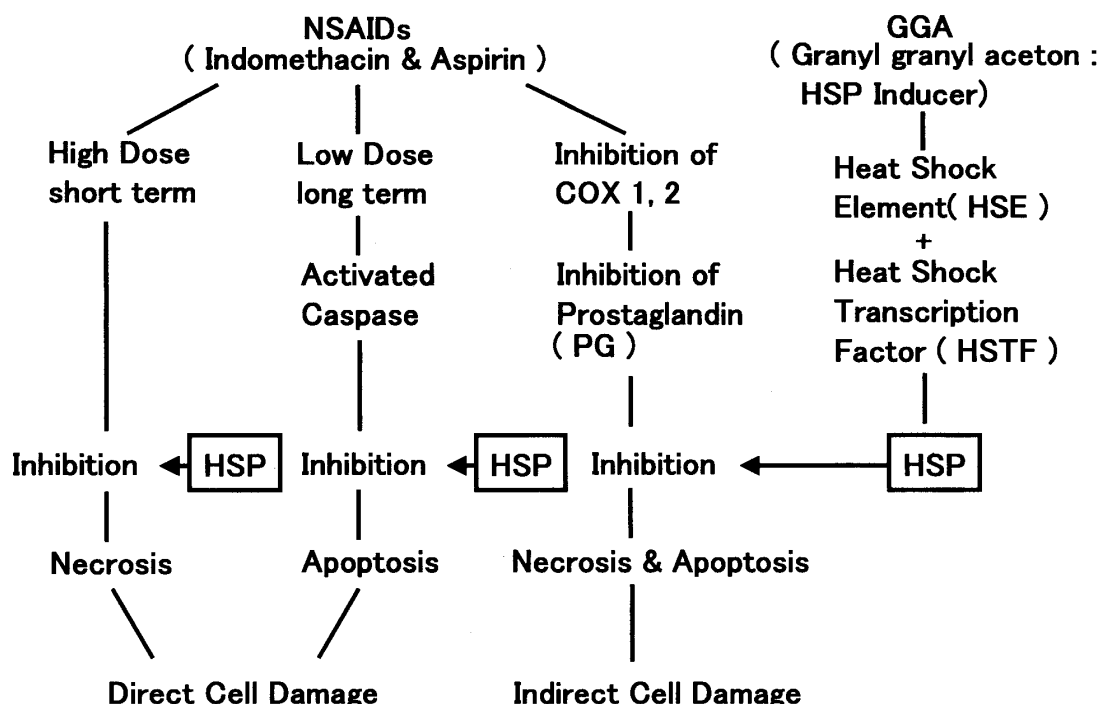 NSAIDs
( Indomethacin & Aspirin )
GGA
( Granyl granyl aceton :
HSP Inducer)
High Dose
short term
Low Dose
long term
Inhibition of
COX 1, 2
Heat Shock
Element( HSE )
+
Heat Shock
Transcription
Factor ( HSTF )
Activated
Caspase
Inhibition of
Prostaglandin
( PG )
Inhibition
HSP
Inhibition
HSP
Inhibition
HSP
Necrosis
Apoptosis
Necrosis & Apoptosis
Direct Cell Damage
Indirect Cell Damage